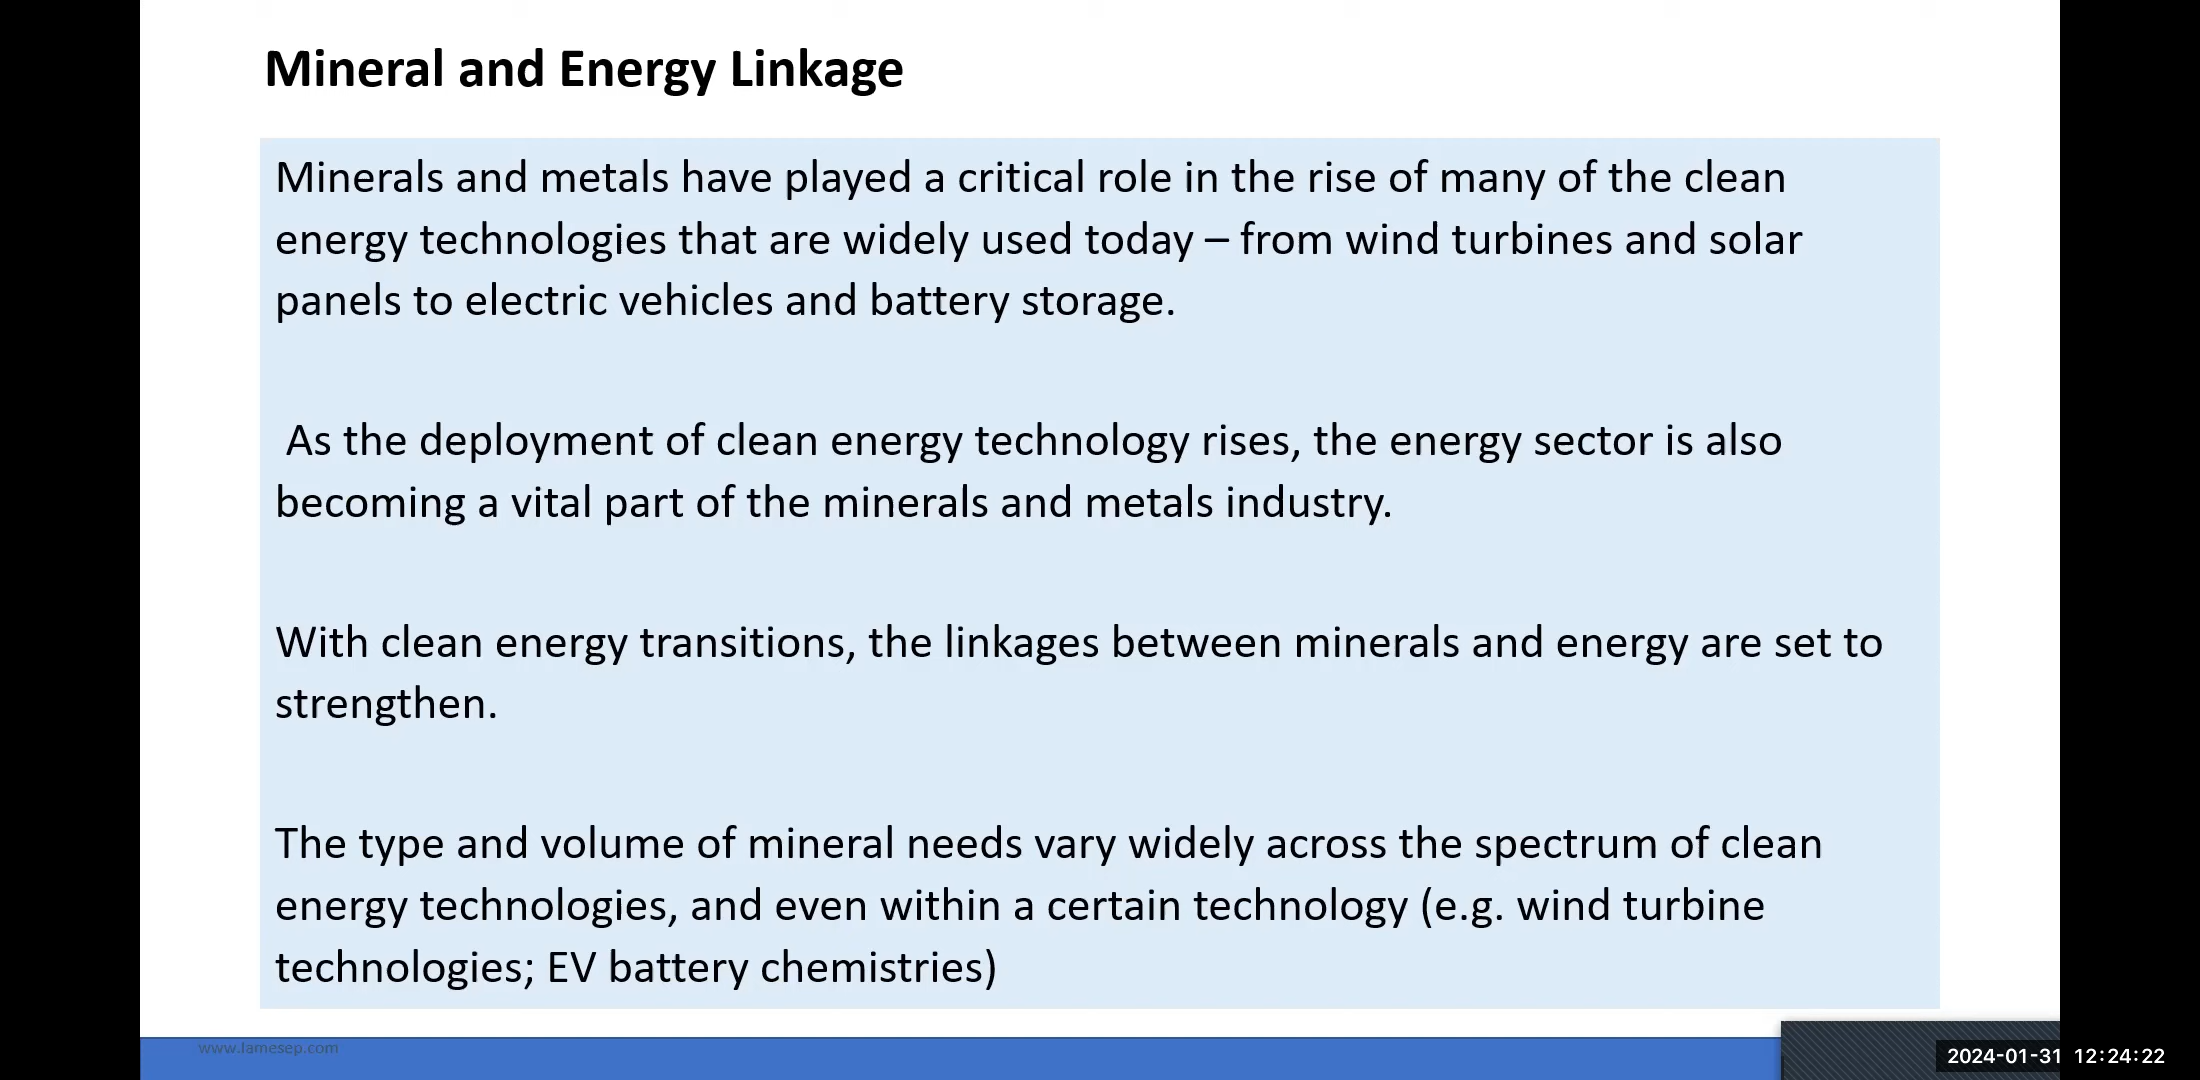 Mineral and Energy Linkage
Minerals and metals have played a critical role in the rise of many of the clean
energy technologies that are widely used today – from wind turbines and solar
panels to electric vehicles and battery storage.
As the deployment of clean energy technology rises, the energy sector is also
becoming a vital part of the minerals and metals industry.
With clean energy transitions, the linkages between minerals and energy are set to
strengthen.
The type and volume of mineral needs vary widely across the spectrum of clean
energy technologies, and even within a certain technology (e.g. wind turbine
technologies; EV battery chemistries)
www.lamesep.com
2024-01-31 12:24:22